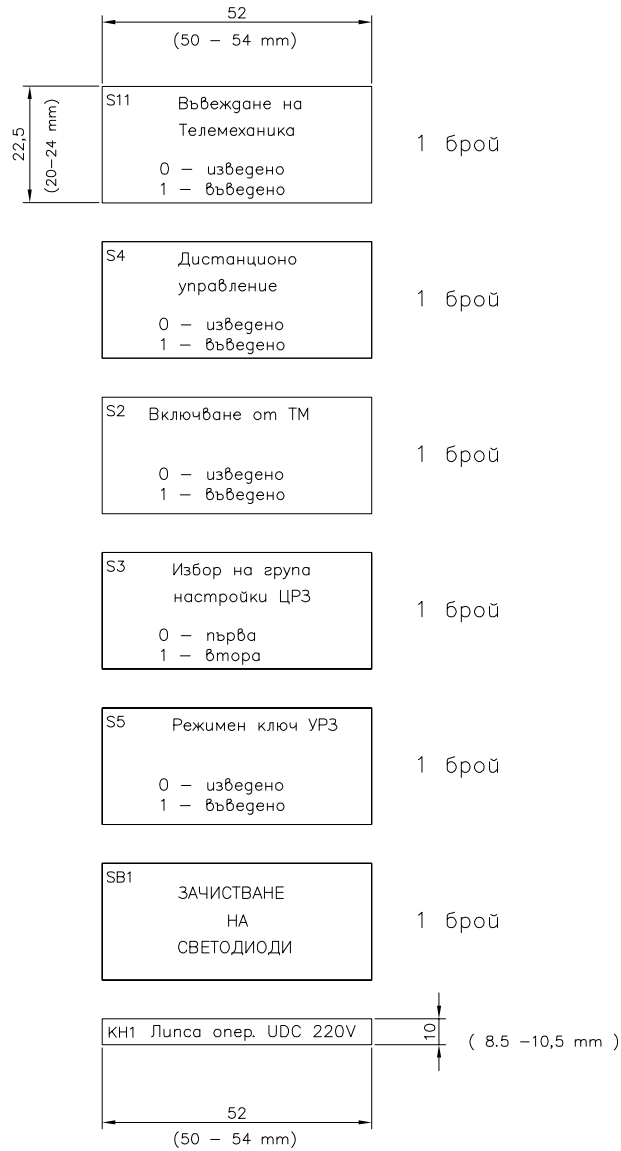 52
(50 – 54 mm)
22,5
(20–24 mm)
S11
Въвеждане на
Телемеханика
0 – изведено
1 – въведено
1 брой
S4
Дистанционо
управление
0 – изведено
1 – въведено
1 брой
S2
Включване от ТМ
0 – изведено
1 – въведено
1 брой
S3
Избор на група
настройки ЦРЗ
0 – първа
1 – втора
1 брой
S5
Режимен ключ УРЗ
0 – изведено
1 – въведено
1 брой
SB1
ЗАЧИСТВАНЕ
НА
СВЕТОДИОДИ
1 брой
KH1 Липса опер. UDC 220V
10
( 8.5 –10,5 mm )
52
(50 – 54 mm)